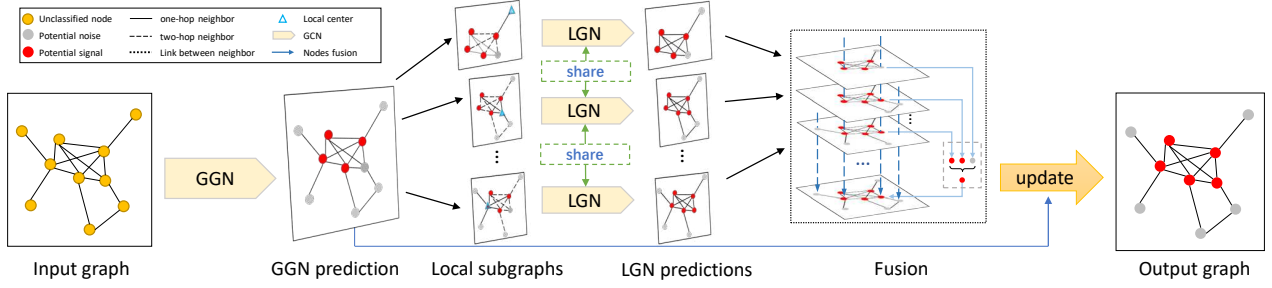 Unclassified node one-hop neighbor Local center
Potential noise two-hop neighbor GCN
Potential signal Link between neighbor Nodes fusion
GGN
LGN
share
LGN
share
LGN
...
...
...
...
update
Input graph GGN prediction Local subgraphs LGN predictions Fusion Output graph